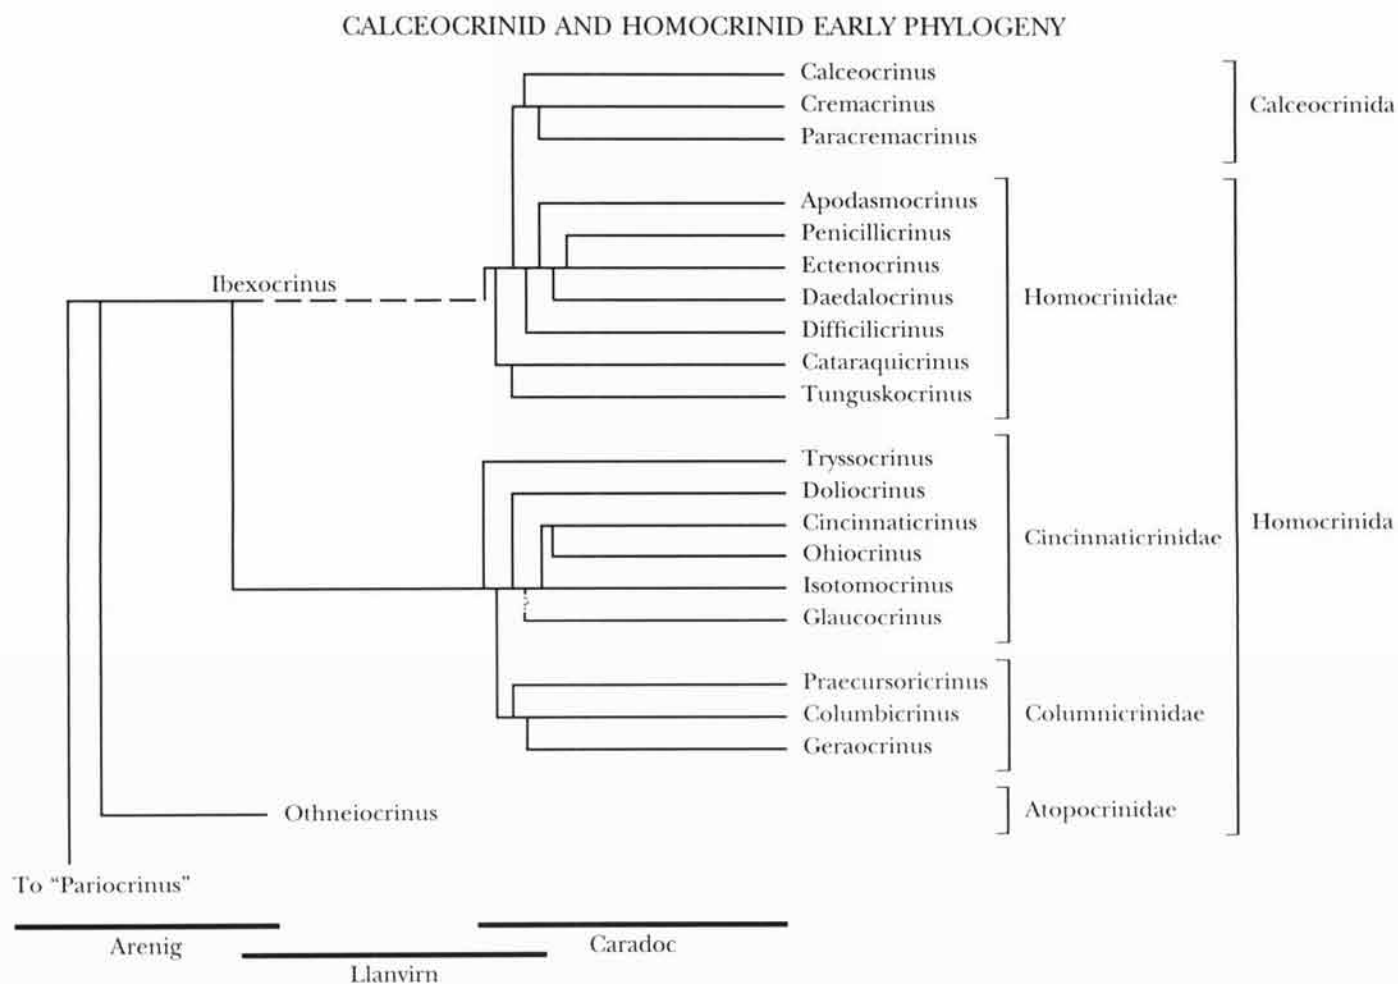 CALCEOCRINID AND HOMOCRINID EARLY PHYLOGENY
Calceocrinus
Cremacrinus
Paracremacrinus
Calceocrinida
Apodasmocrinus
Penicillicrinus
Ectenocrinus
Daedalocrinus
Difficilicrinus
Cataraquicrinus
Tunguskocrinus
Homocrinidae
Ibexocrinus
Tryssocrinus
Doliocrinus
Cincinnaticrinus
Ohiocrinus
Isotomocrinus
Glaucocrinus
Cincinnaticrinidae
Homocrinida
Praecursoricrinus
Columbicrinus
Geraocrinus
Columnicrinidae
Othneiocrinus
Atopocrinidae
To “Pariocrinus”
Arenig
Llanvirn
Caradoc